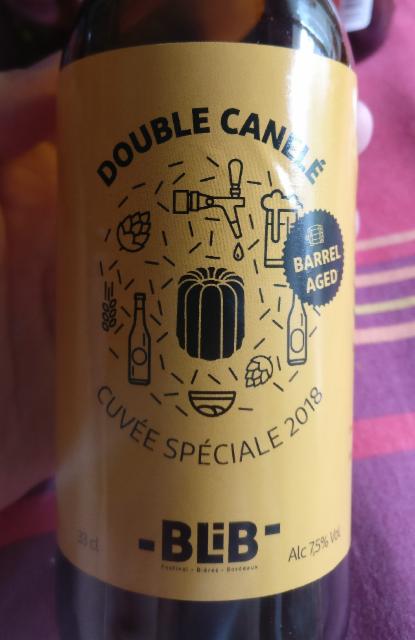 DOUBLE CANELÉ
BARREL
AGED
CUVÉE SPÉCIALE 2018
33 cl
-BLiB-
Festival - Bières - Bordeaux
Alc 7,5% Vol.